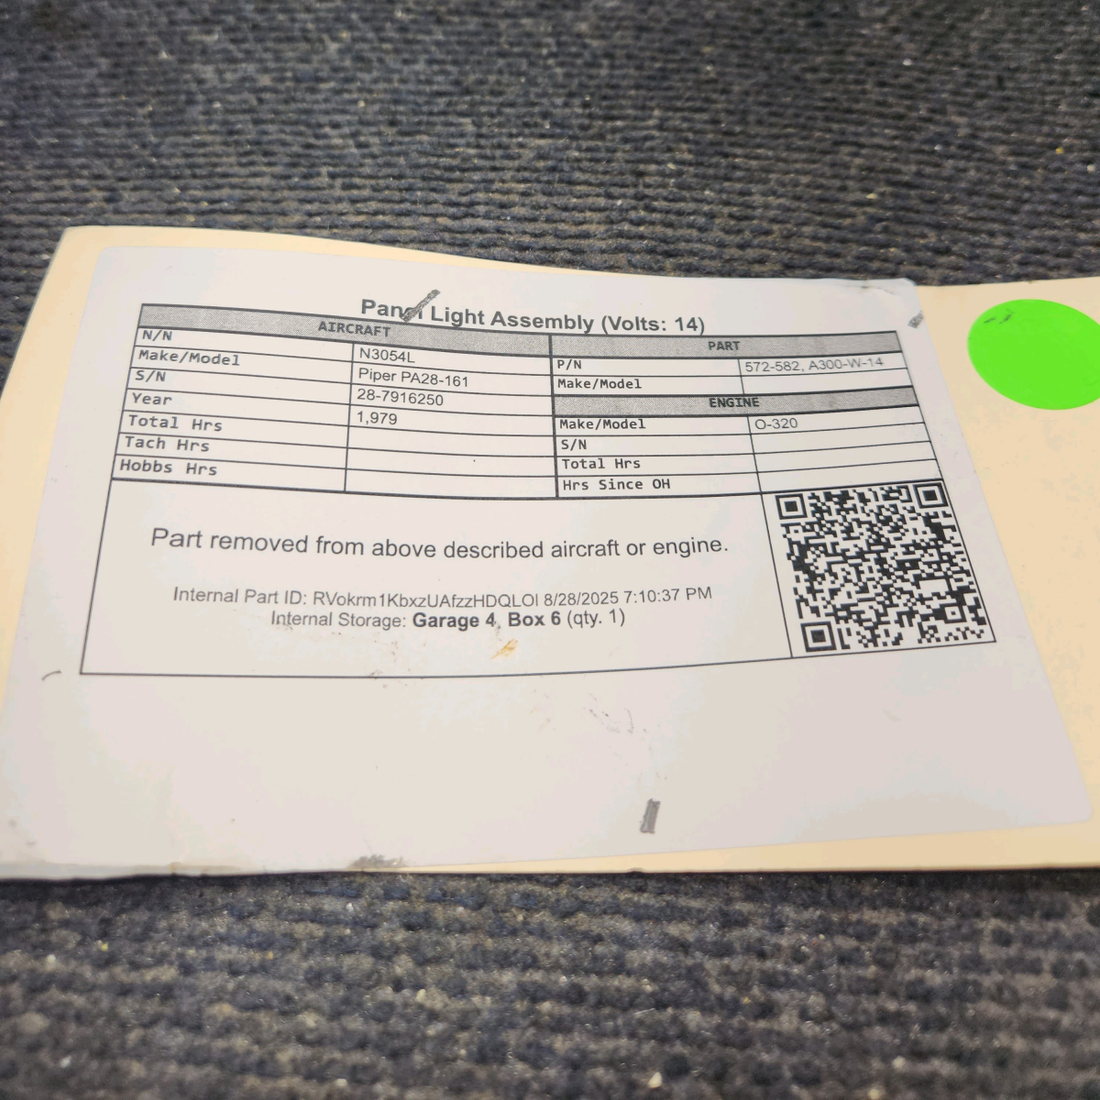 Panel Light Assembly (Volts: 14)
AIRCRAFT
N/N N3054L
Make/Model Piper PA28-161
S/N 28-7916250
Year 1,979
Total Hrs
Tach Hrs
Hobbs Hrs
PART
P/N 572-582, A300-W-14
Make/Model
ENGINE
Make/Model O-320
S/N
Total Hrs
Hrs Since OH
Part removed from above described aircraft or engine.
Internal Part ID: RVokrm1KbxzUAfzzHDQLOI 8/28/2025 7:10:37 PM
Internal Storage: Garage 4, Box 6 (qty. 1)